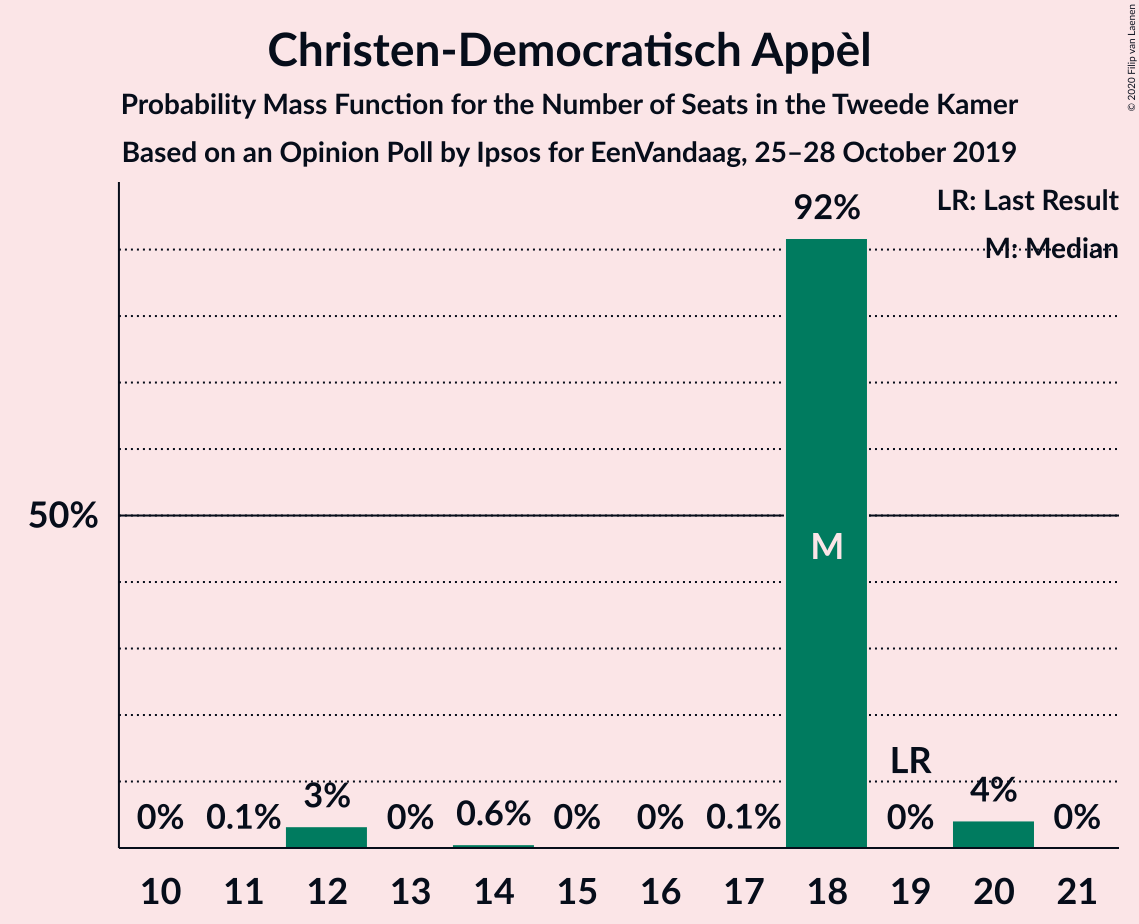 Christen-Democratisch Appèl
Probability Mass Function for the Number of Seats in the Tweede Kamer
Based on an Opinion Poll by Ipsos for EenVandaag, 25–28 October 2019
© 2020 Filip van Laenen
LR: Last Result
M: Median
92%
50%
M
LR
0% 0.1% 3% 0% 0.6% 0% 0% 0.1% 0% 4% 0%
10 11 12 13 14 15 16 17 18 19 20 21